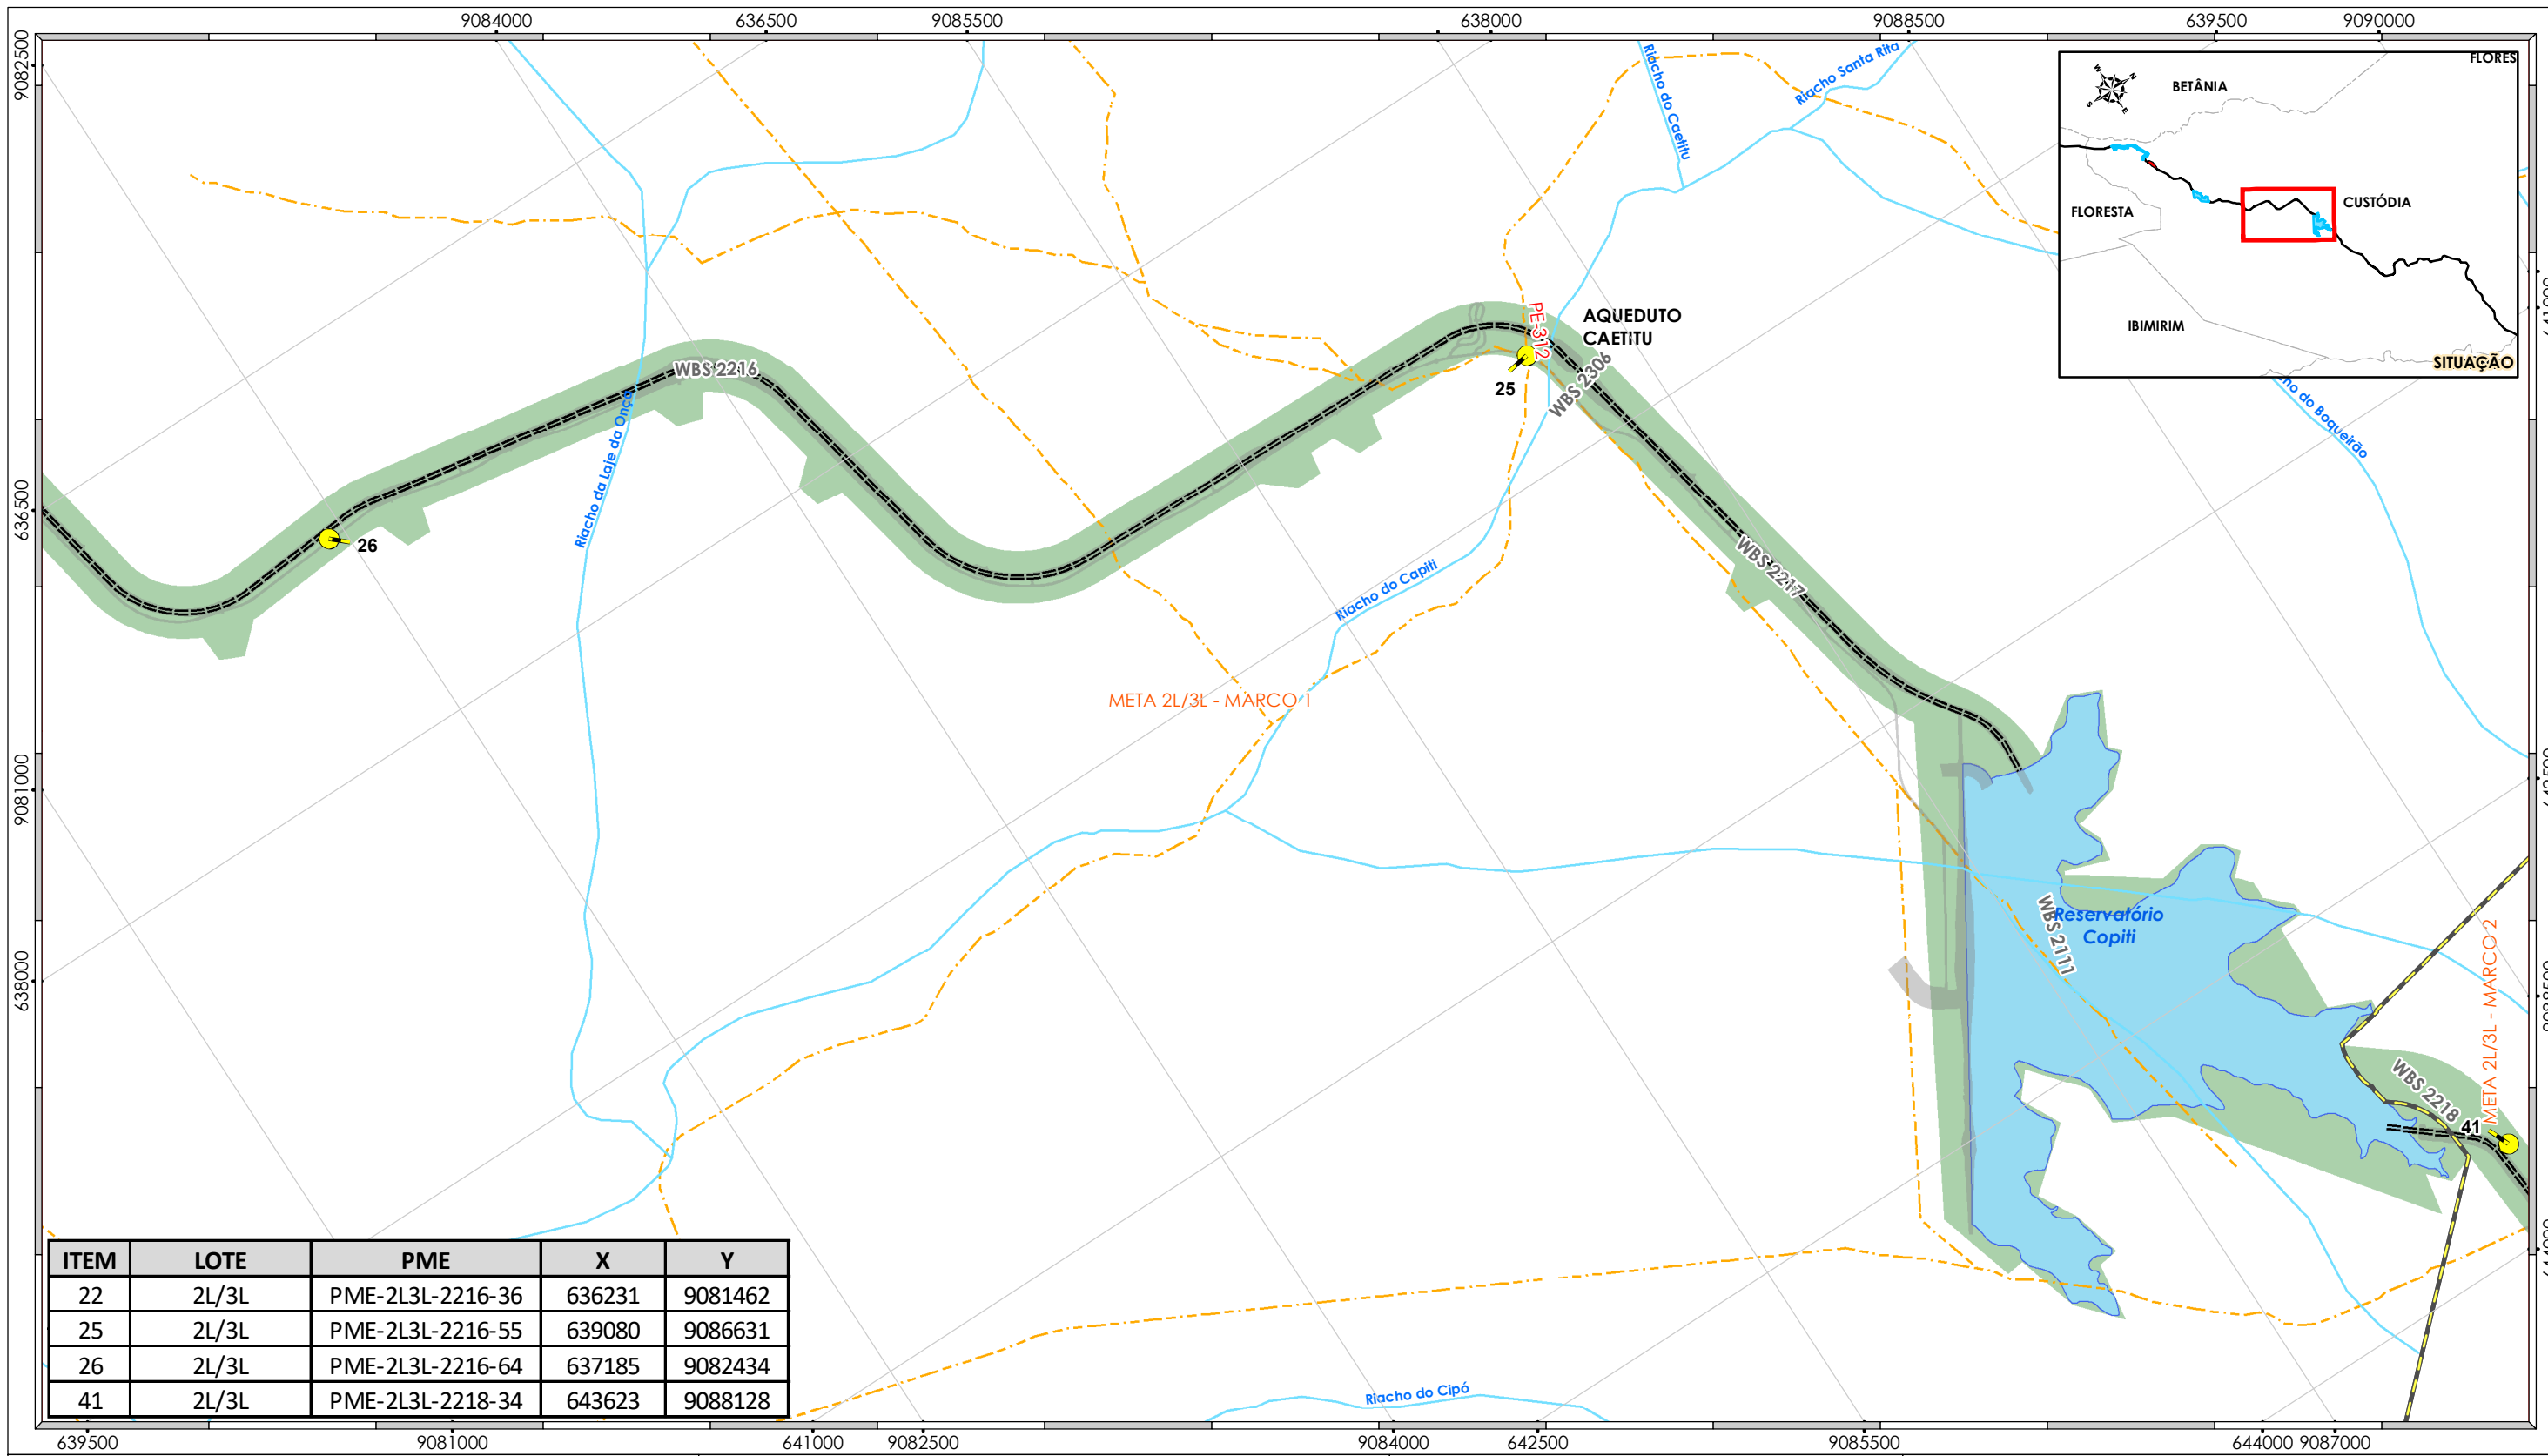 9084000 636500 9085500 638000 9088500 639500 9090000
9082500
636500
9081000
638000
FLORES
BETÂNIA
W N
S E
FLORESTA
CUSTÓDIA
IBIMIRIM
SITUAÇÃO
Riacho do Caetitu
Riacho Santa Rita
AQUEDUTO
CAETITU
PE-312
25
WBS 2306
WBS 2216
Riacho da Laje da Onça
26
WBS 2217
Riacho do Capiti
META 2L/3L - MARCO 1
do Boqueirão
WBS 2111
Reservatório
Copiti
META 2L/3L - MARCO 2
WBS 2218
41
Riacho do Cipó
ITEM LOTE PME X Y
22 2L/3L PME-2L3L-2216-36 636231 9081462
25 2L/3L PME-2L3L-2216-55 639080 9086631
26 2L/3L PME-2L3L-2216-64 637185 9082434
41 2L/3L PME-2L3L-2218-34 643623 9088128
639500 9081000 641000 9082500 9084000 642500 9085500 644000 9087000